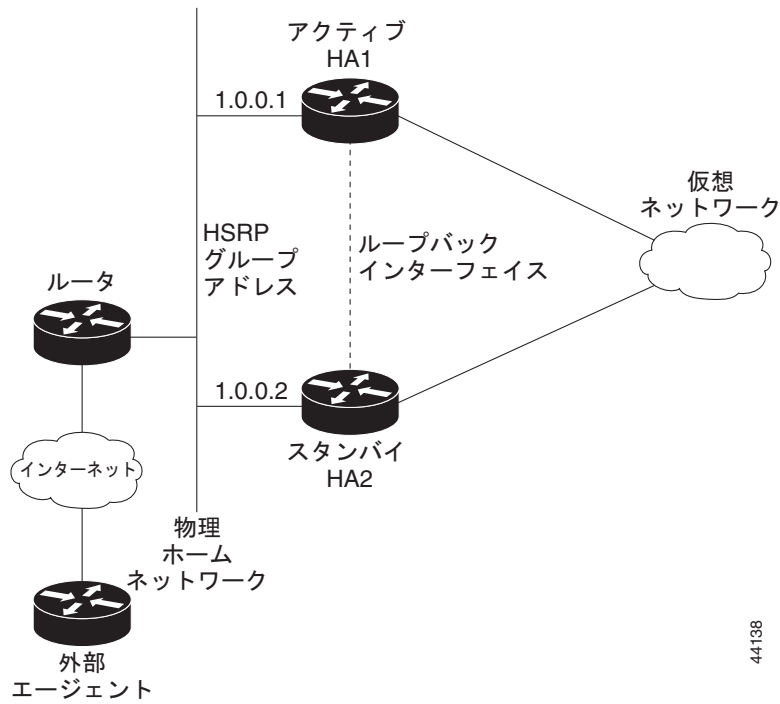 アクティブ
HA1
1.0.0.1
仮想
ネットワーク
HSRP
グループ
アドレス
ループバック
インターフェイス
ルータ
1.0.0.2
スタンバイ
HA2
インターネット
物理
ホーム
ネットワーク
外部
エージェント
44138